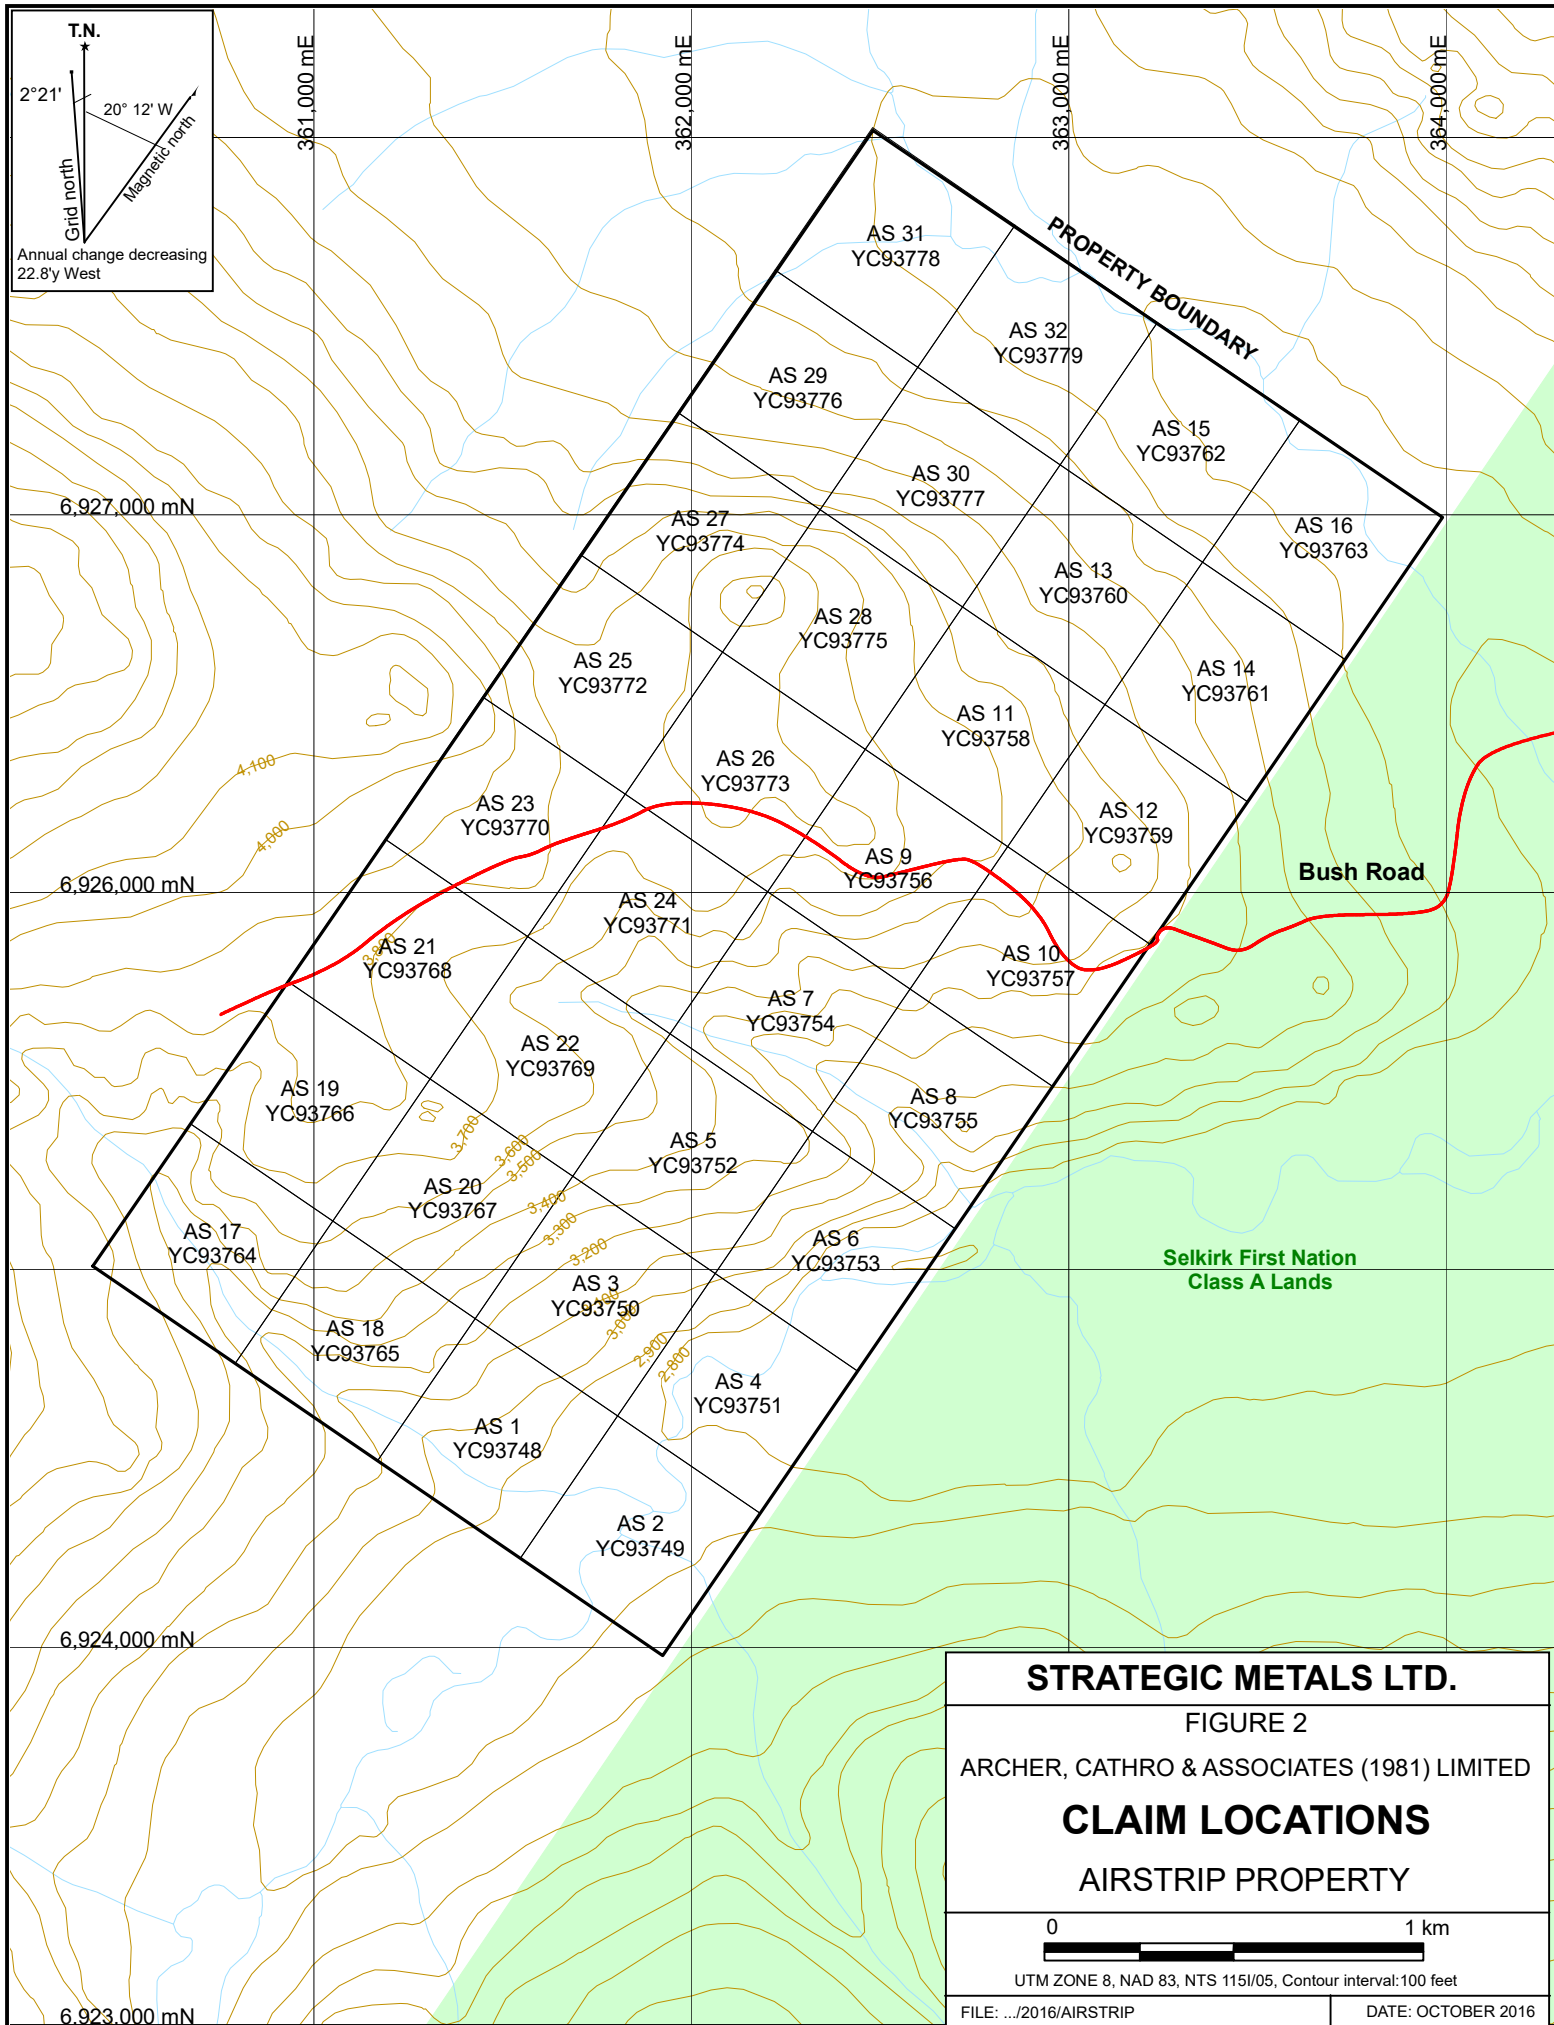 T.N.
2°21'
20° 12' W
Grid north
Magnetic north
Annual change decreasing
22.8'y West
361,000 mE
362,000 mE
363,000 mE
364,000 mE
PROPERTY BOUNDARY
AS 31
YC93778
AS 32
YC93779
AS 29
YC93776
AS 15
YC93762
AS 30
YC93777
6,927,000 mN
AS 27
YC93774
AS 16
YC93763
AS 13
YC93760
AS 28
YC93775
AS 25
YC93772
AS 14
YC93761
AS 11
YC93758
4,100
AS 26
YC93773
AS 23
YC93770
AS 12
YC93759
4,000
AS 9
YC93756
Bush Road
6,926,000 mN
AS 24
YC93771
3,800
AS 21
YC93768
AS 10
YC93757
AS 7
YC93754
AS 22
YC93769
AS 19
YC93766
AS 8
YC93755
3,700
3,600
3,500
AS 5
YC93752
AS 20
YC93767
3,400
3,300
3,200
AS 17
YC93764
AS 6
YC93753
Selkirk First Nation
Class A Lands
AS 3
YC93750
3,000
2,900
2,800
AS 18
YC93765
AS 4
YC93751
AS 1
YC93748
AS 2
YC93749
6,924,000 mN
STRATEGIC METALS LTD.
FIGURE 2
ARCHER, CATHRO & ASSOCIATES (1981) LIMITED
CLAIM LOCATIONS
AIRSTRIP PROPERTY
0
1 km
UTM ZONE 8, NAD 83, NTS 115I/05, Contour interval:100 feet
FILE: .../2016/AIRSTRIP
DATE: OCTOBER 2016
6,923,000 mN